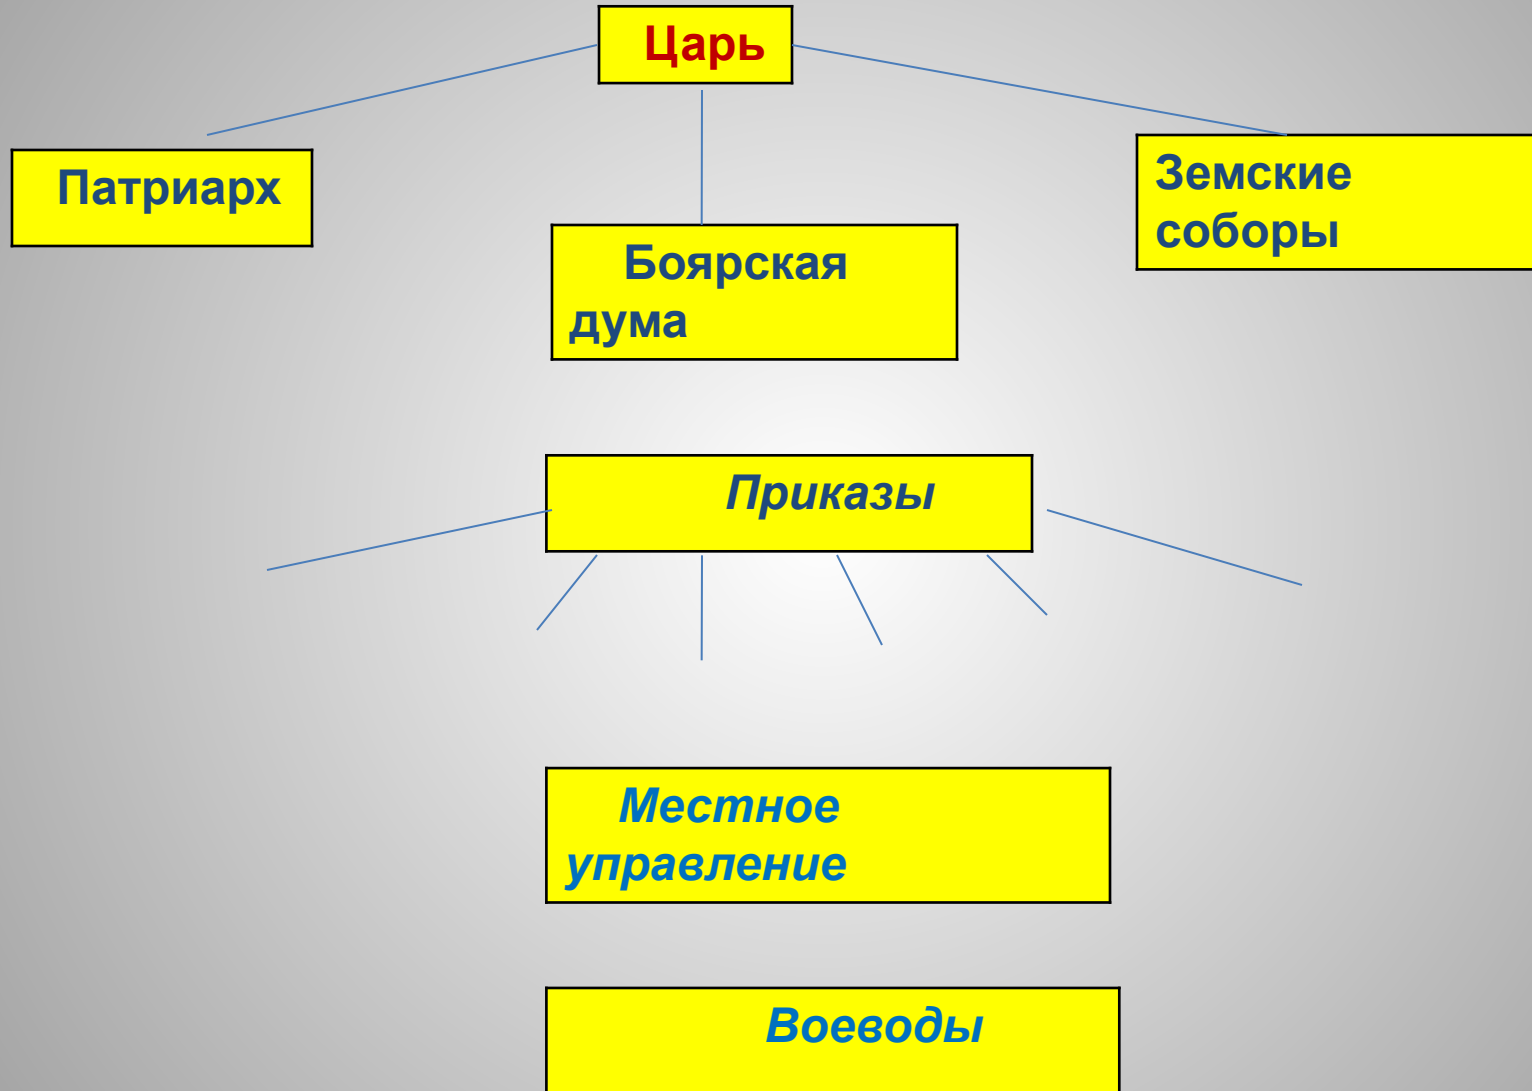 Царь
Патриарх
Земские
соборы
Боярская
дума
Приказы
Местное
управление
Воеводы